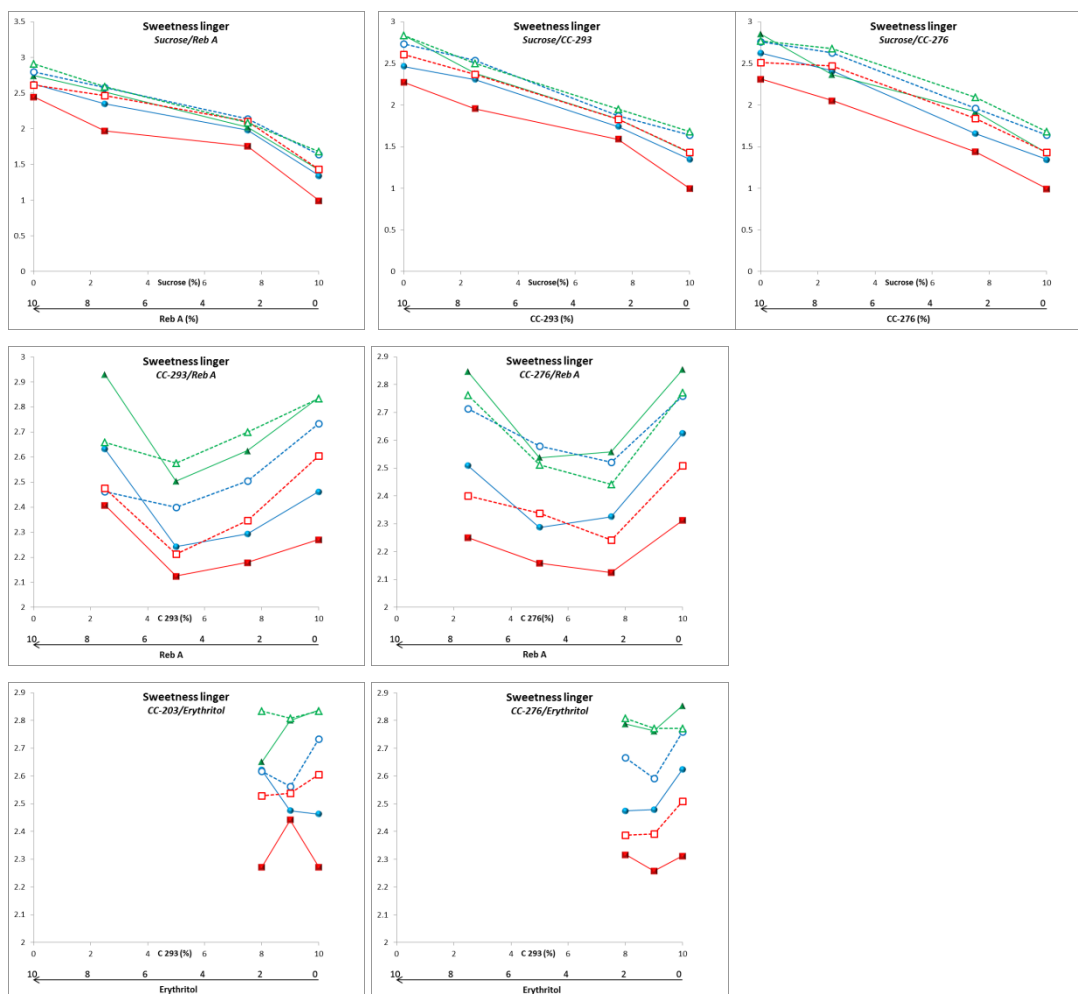 Sweetness linger
Sucrose/Reb A
3.5
3
2.5
2
1.5
1
0.5
0
0 2 4 6 8 10
Sucrose (%)
10 8 6 4 2 0
Reb A (%)
Sweetness linger
Sucrose/CC-293
3
2.5
2
1.5
1
0.5
0
0 2 4 6 8 10
Sucrose(%)
10 8 6 4 2 0
CC-293 (%)
Sweetness linger
Sucrose/CC-276
3
2.5
2
1.5
1
0.5
0
0 2 4 6 8 10
Sucrose (%)
10 8 6 4 2 0
CC-276 (%)
Sweetness linger
CC-293/Reb A
3
2.9
2.8
2.7
2.6
2.5
2.4
2.3
2.2
2.1
2
0 2 4 6 8 10
C 293 (%)
10 8 6 4 2 0
Reb A
Sweetness linger
CC-276/Reb A
2.9
2.8
2.7
2.6
2.5
2.4
2.3
2.2
2.1
2
0 2 4 6 8 10
C 276(%)
10 8 6 4 2 0
Reb A
Sweetness linger
CC-203/Erythritol
2.9
2.8
2.7
2.6
2.5
2.4
2.3
2.2
2.1
2
0 2 4 6 8 10
C 293 (%)
10 8 6 4 2 0
Erythritol
Sweetness linger
CC-276/Erythritol
2.9
2.8
2.7
2.6
2.5
2.4
2.3
2.2
2.1
2
0 2 4 6 8 10
C 293 (%)
10 8 6 4 2 0
Erythritol